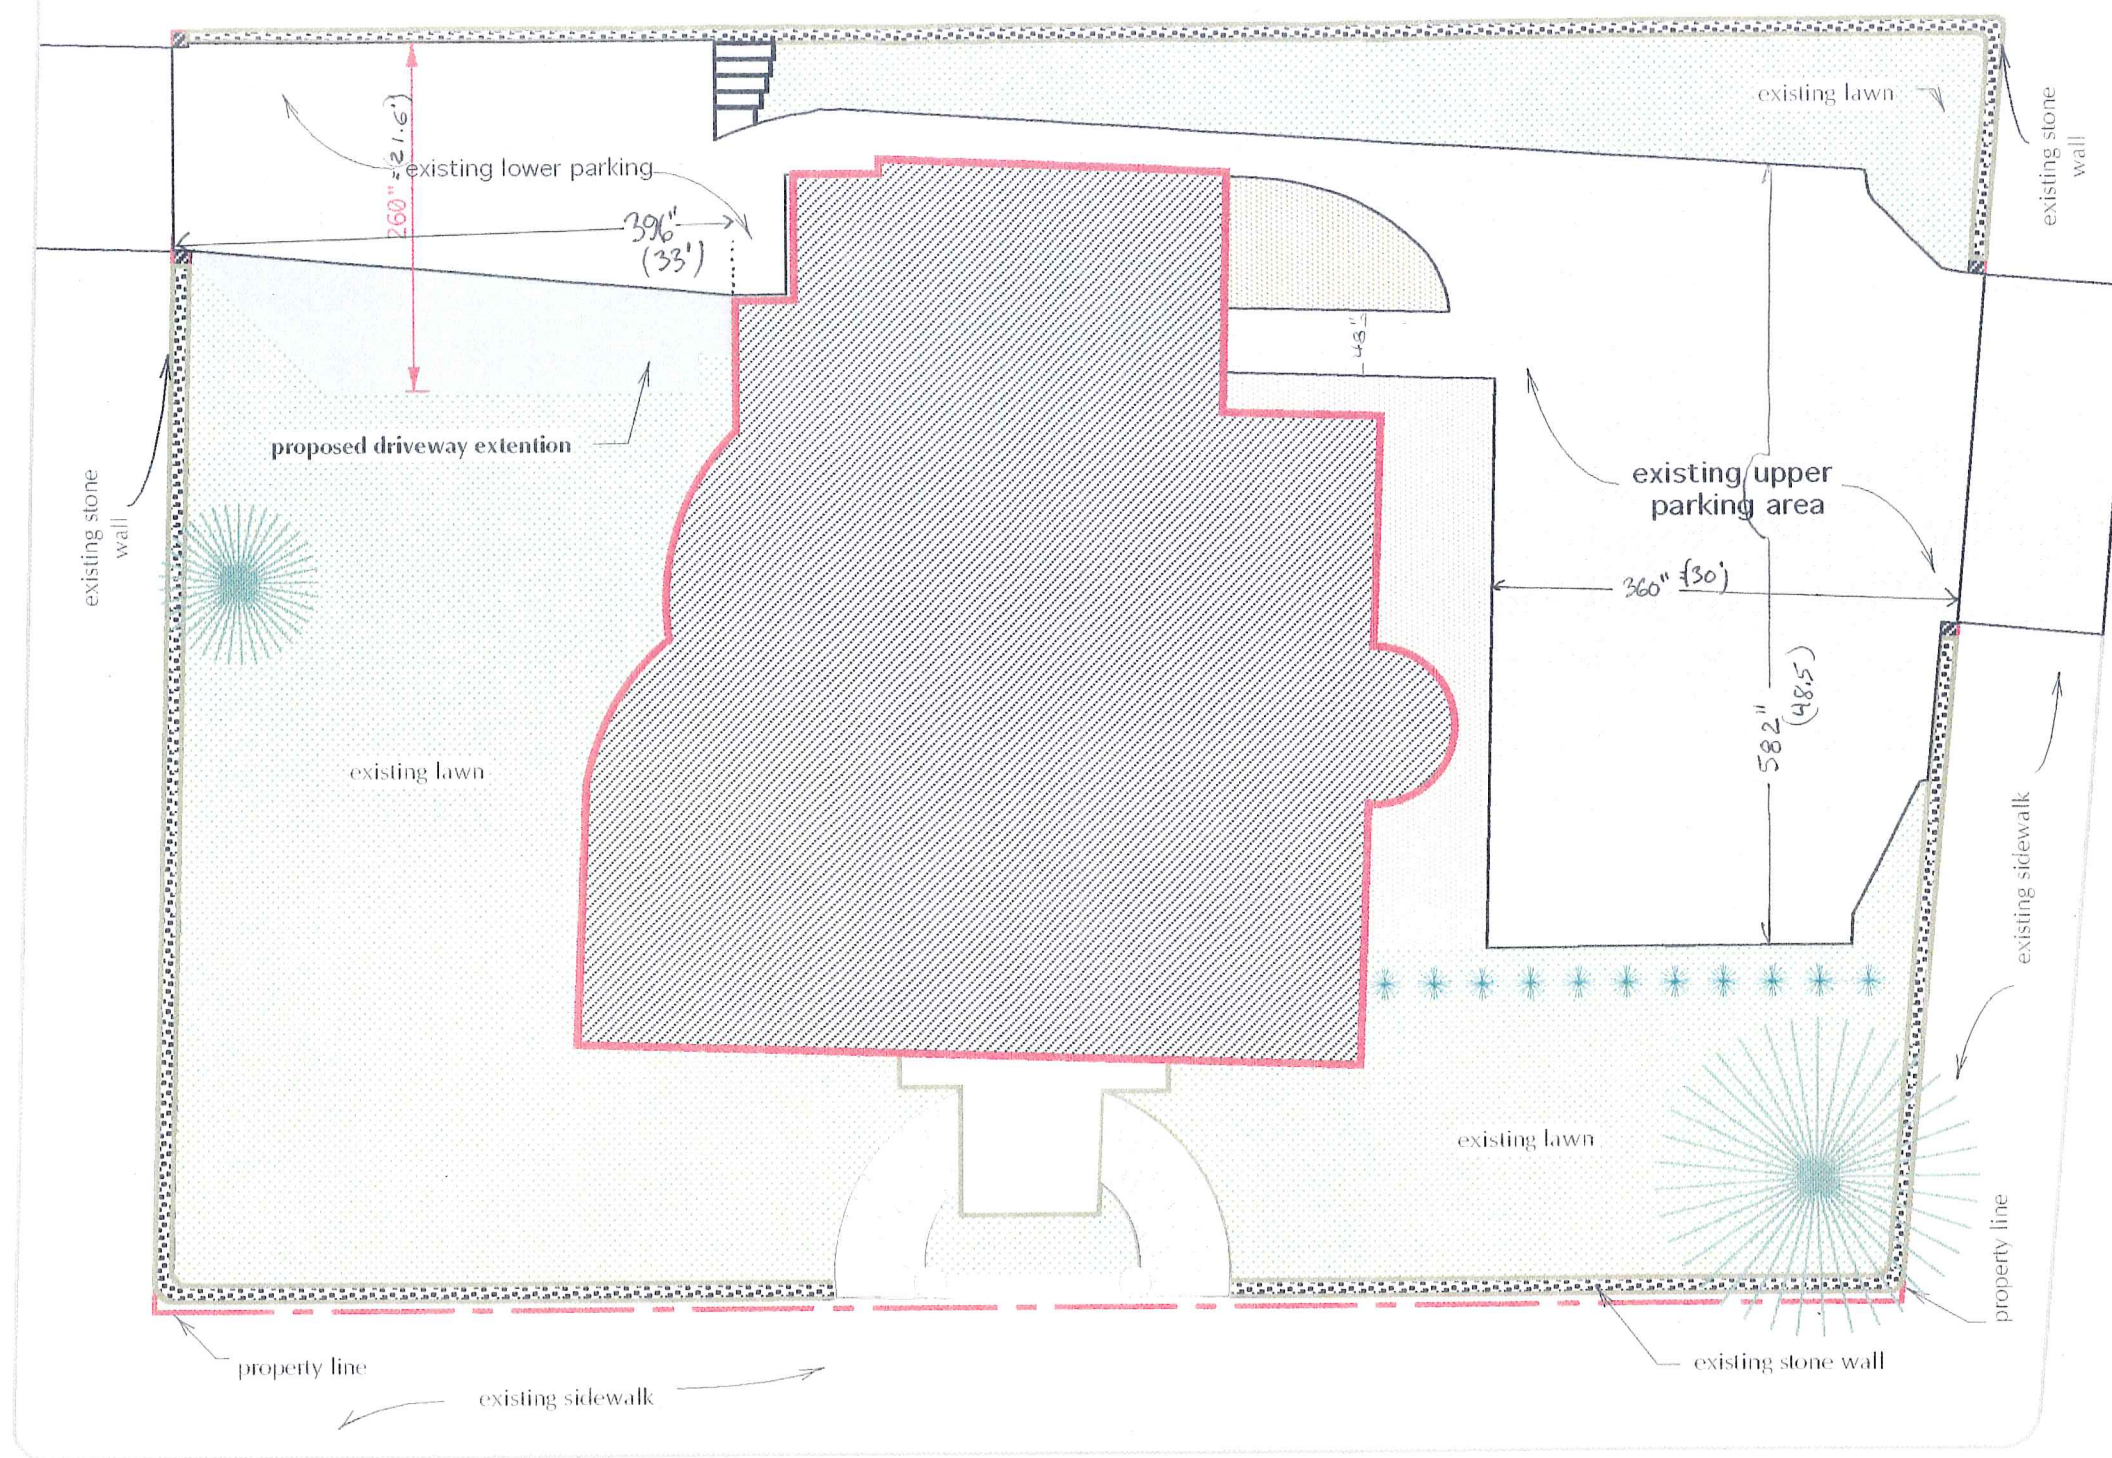 existing lawn
existing stone
wall
260" = (21.6')
existing lower parking
396"
(33')
48"
proposed driveway extention
existing upper
parking area
existing stone
wall
360" (30')
582"
(48.5)
existing lawn
existing sidewalk
existing lawn
property line
property line
existing stone wall
existing sidewalk